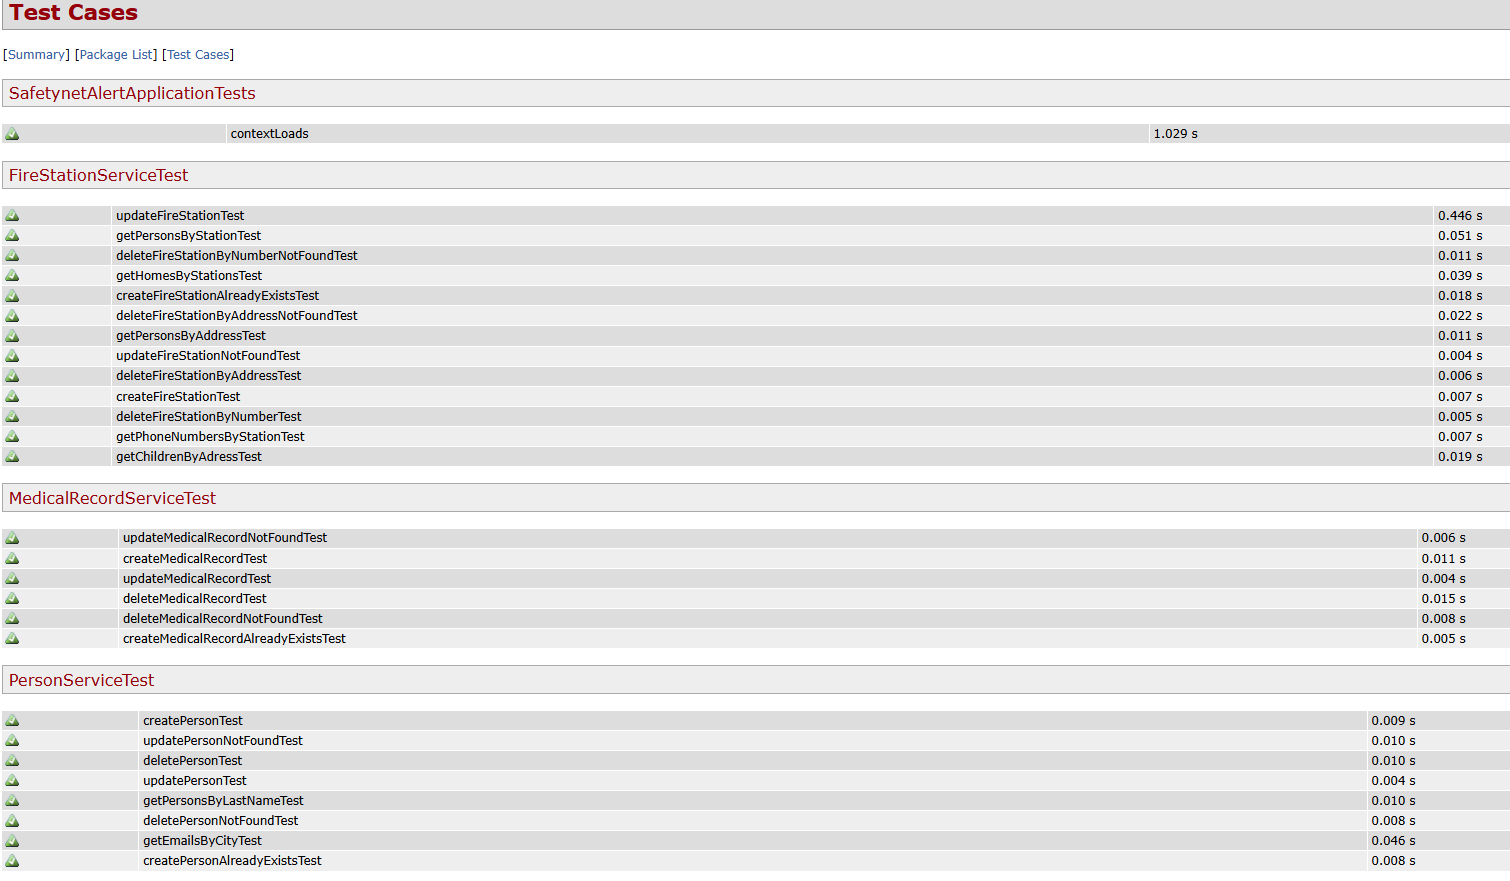 Test Cases
[Summary] [Package List] [Test Cases]
SafetynetAlertApplicationTests
contextLoads 1.029 s
FireStationServiceTest
updateFireStationTest 0.446 s
getPersonsByStationTest 0.051 s
deleteFireStationByNumberNotFoundTest 0.011 s
getHomesByStationsTest 0.039 s
createFireStationAlreadyExistsTest 0.018 s
deleteFireStationByAddressNotFoundTest 0.022 s
getPersonsByAddressTest 0.011 s
updateFireStationNotFoundTest 0.004 s
deleteFireStationByAddressTest 0.006 s
createFireStationTest 0.007 s
deleteFireStationByNumberTest 0.005 s
getPhoneNumbersByStationTest 0.007 s
getChildrenByAdressTest 0.019 s
MedicalRecordServiceTest
updateMedicalRecordNotFoundTest 0.006 s
createMedicalRecordTest 0.011 s
updateMedicalRecordTest 0.004 s
deleteMedicalRecordTest 0.015 s
deleteMedicalRecordNotFoundTest 0.008 s
createMedicalRecordAlreadyExistsTest 0.005 s
PersonServiceTest
createPersonTest 0.009 s
updatePersonNotFoundTest 0.010 s
deletePersonTest 0.010 s
updatePersonTest 0.004 s
getPersonsByLastNameTest 0.010 s
deletePersonNotFoundTest 0.008 s
getEmailsByCityTest 0.046 s
createPersonAlreadyExistsTest 0.008 s